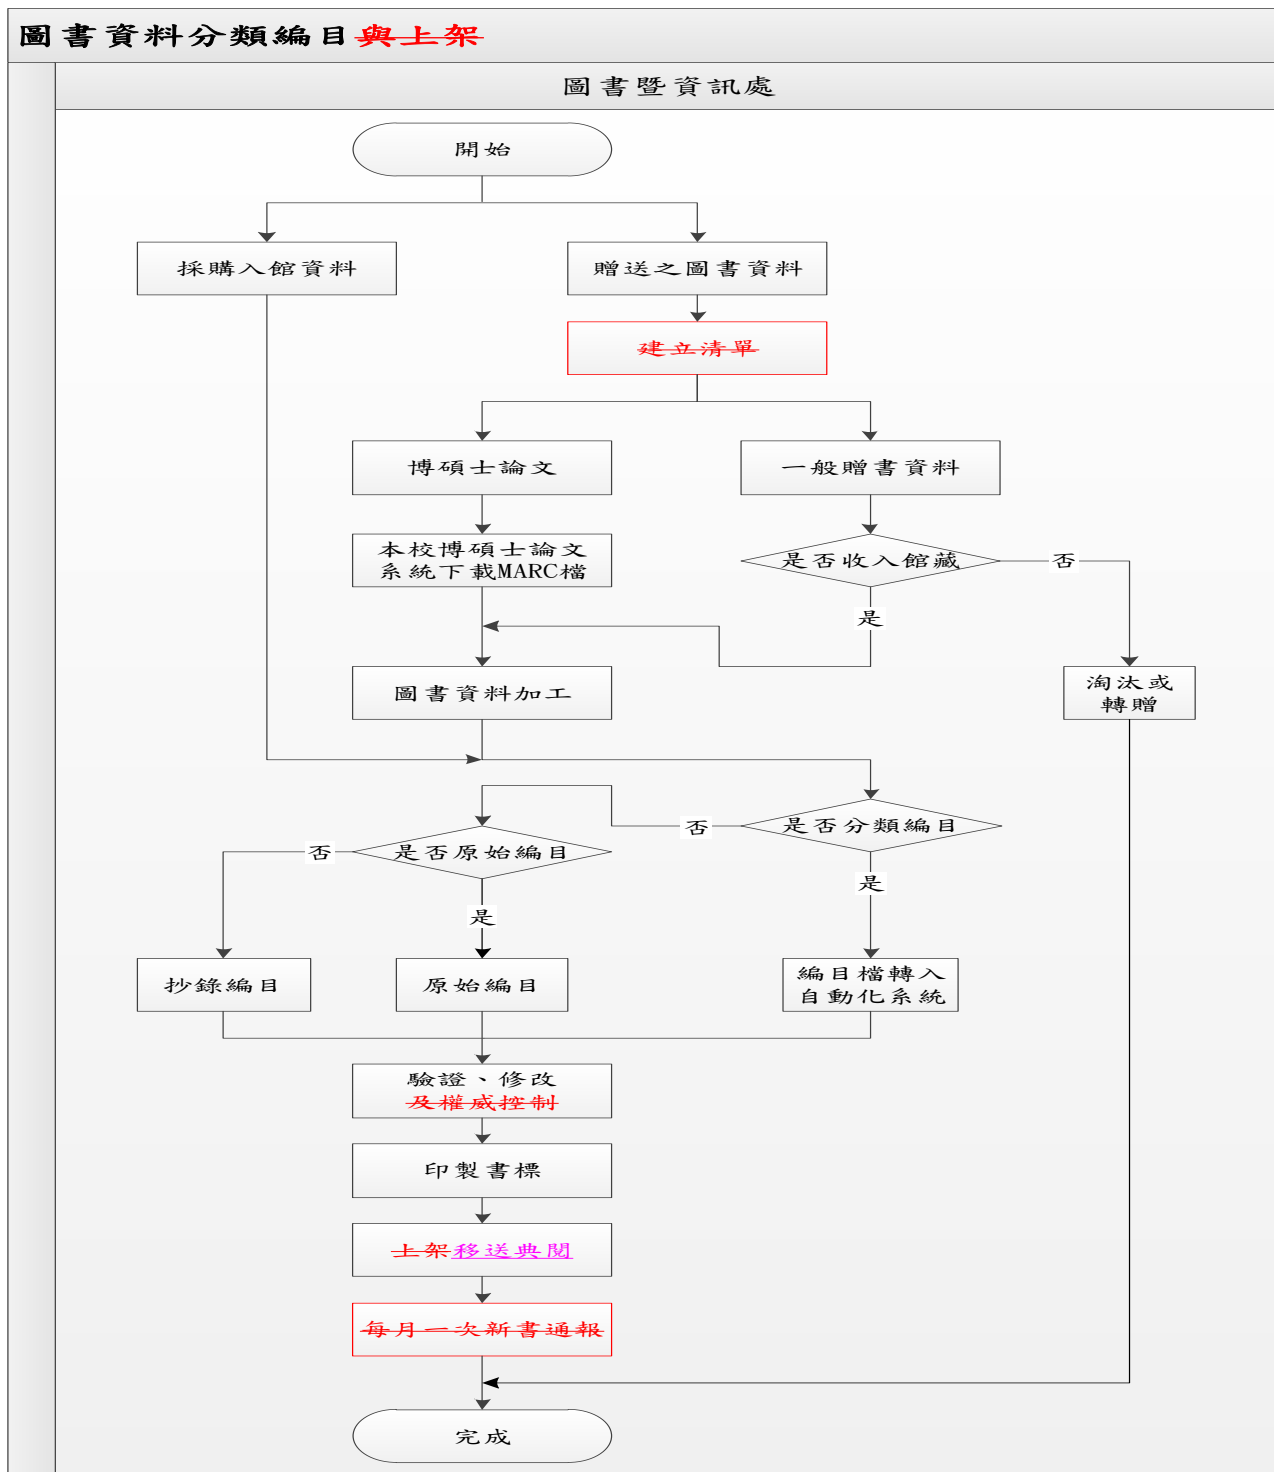 圖書資料分類編目與上架
圖書暨資訊處
開始
採購入館資料
贈送之圖書資料
建立清單
博碩士論文
一般贈書資料
本校博碩士論文
系統下載MARC檔
是否收入館藏
否
是
圖書資料加工
淘汰或
轉贈
是否分類編目
否
是否原始編目
否
是
是
抄錄編目
原始編目
編目檔轉入
自動化系統
驗證、修改
及權威控制
印製書標
上架移送典閱
每月一次新書通報
完成